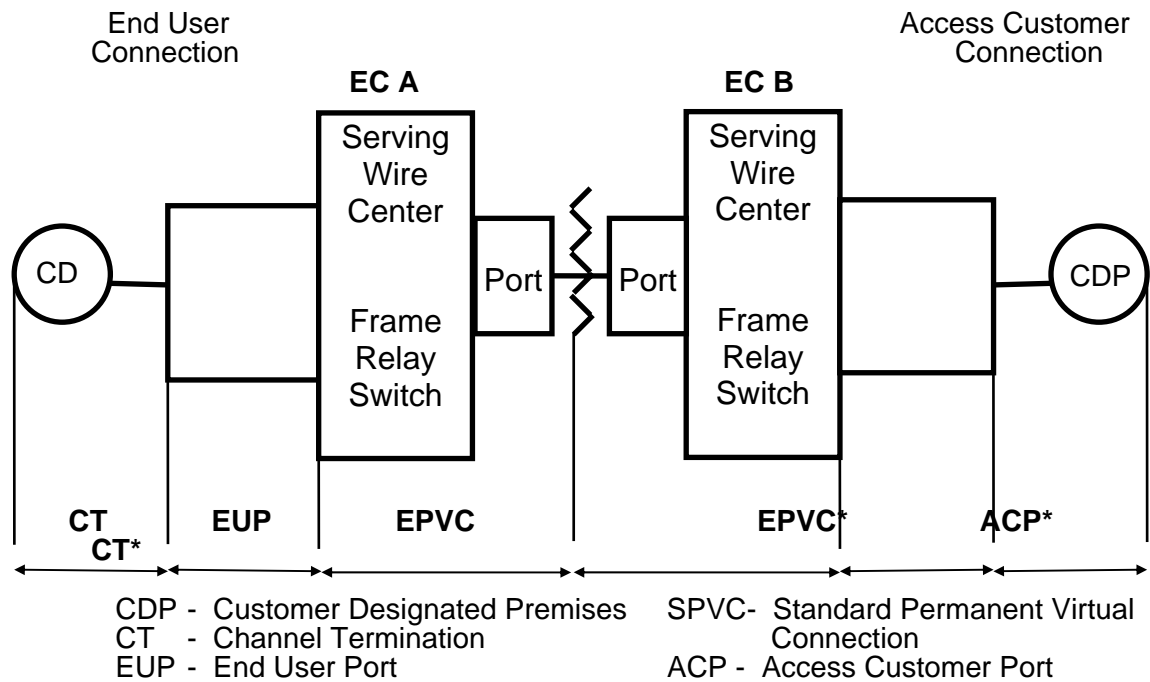 End User
Connection
Access Customer
Connection
EC A
EC B
Serving
Wire
Center
Frame
Relay
Switch
Serving
Wire
Center
Frame
Relay
Switch
CD
Port
Port
CDP
CT
CT*
EUP
EPVC
EPVC*
ACP*
CDP - Customer Designated Premises
CT - Channel Termination
EUP - End User Port
SPVC- Standard Permanent Virtual
Connection
ACP - Access Customer Port